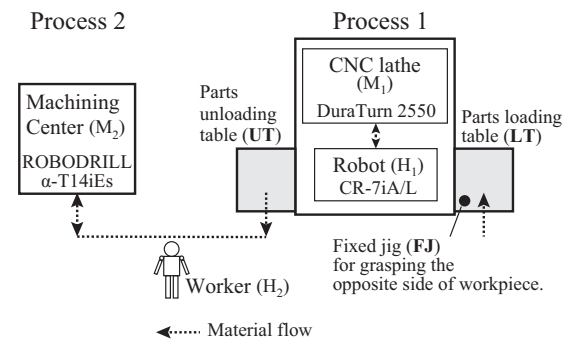 Process 2
Process 1
Machining
Center (M2)
ROBODRILL
α-T14iEs
Parts
unloading
table (UT)
CNC lathe
(M1)
DuraTurn 2550
Robot (H1)
CR-7iA/L
Parts loading
table (LT)
Fixed jig (FJ)
for grasping the
opposite side of workpiece.
Worker (H2)
Material flow